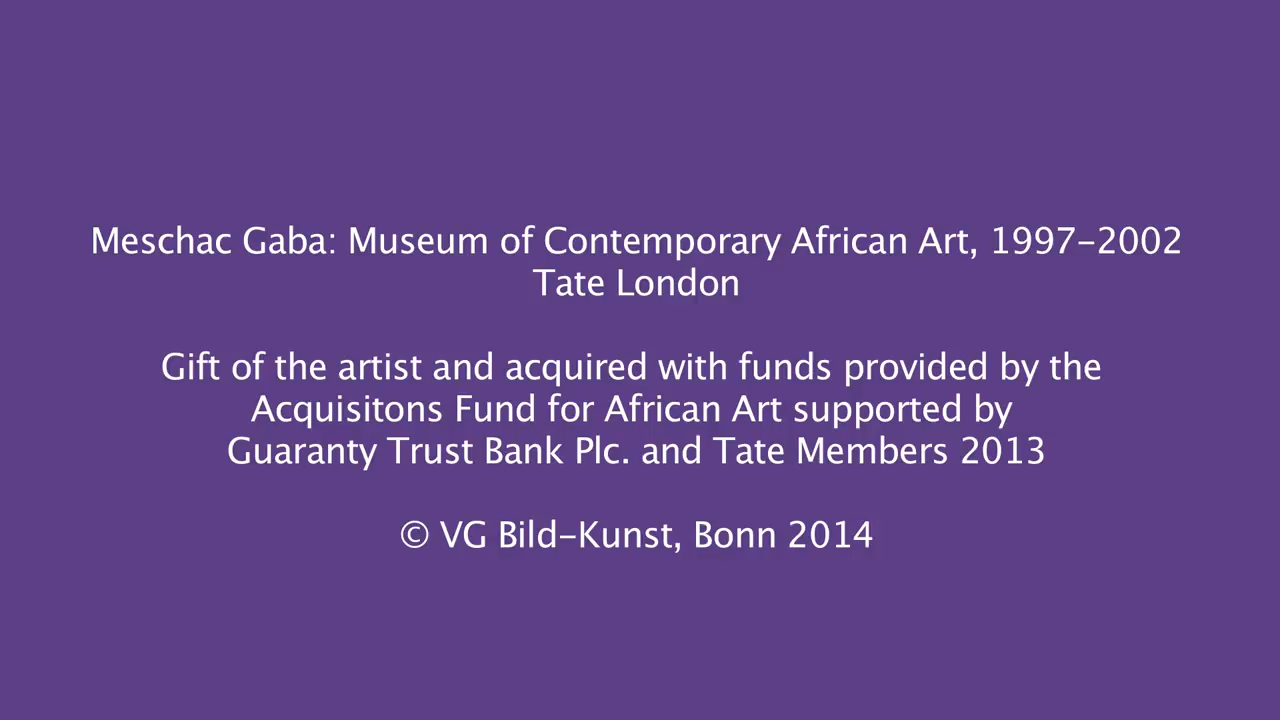 Meschac Gaba: Museum of Contemporary African Art, 1997–2002
Tate London
Gift of the artist and acquired with funds provided by the
Acquisitons Fund for African Art supported by
Guaranty Trust Bank Plc. and Tate Members 2013
© VG Bild–Kunst, Bonn 2014